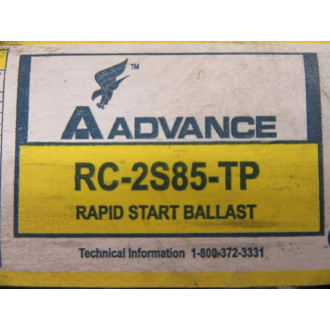 TM
ADVANCE
RC-2S85-TP
RAPID START BALLAST
Technical Information 1-800-372-3331